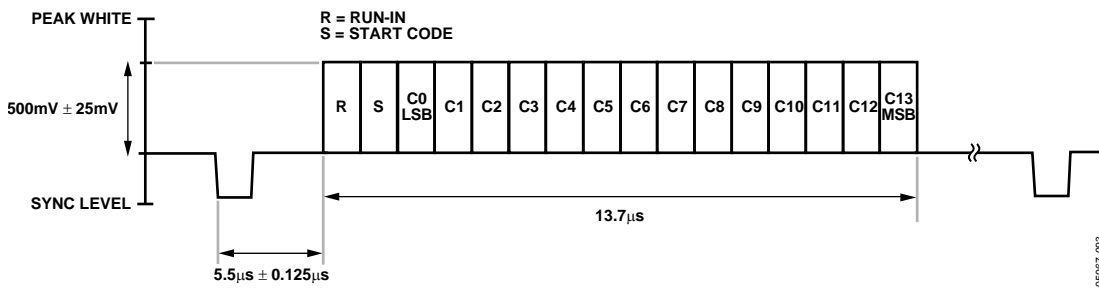 PEAK WHITE
R = RUN-IN
S = START CODE
500mV ± 25mV
R
S
C0
LSB
C1
C2
C3
C4
C5
C6
C7
C8
C9
C10
C11
C12
C13
MSB
SYNC LEVEL
13.7μs
5.5μs ± 0.125μs